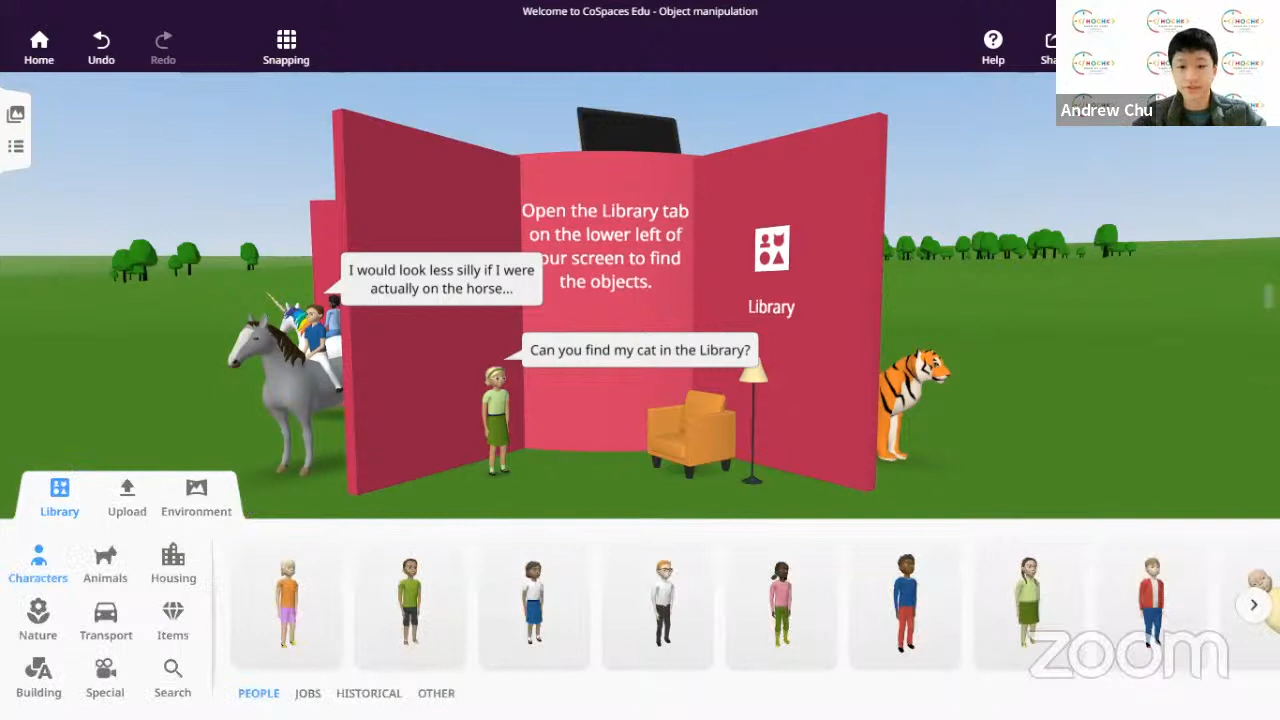 Welcome to CoSpaces Edu - Object manipulation
Home
Undo
Redo
Snapping
Help
Andrew Chu
Open the Library tab
on the lower left of
our screen to find
the objects.
Library
I would look less silly if I were
actually on the horse...
Can you find my cat in the Library?
Library
Upload
Environment
Characters
Animals
Housing
Nature
Transport
Items
Building
Special
Search
PEOPLE
JOBS
HISTORICAL
OTHER
zoom